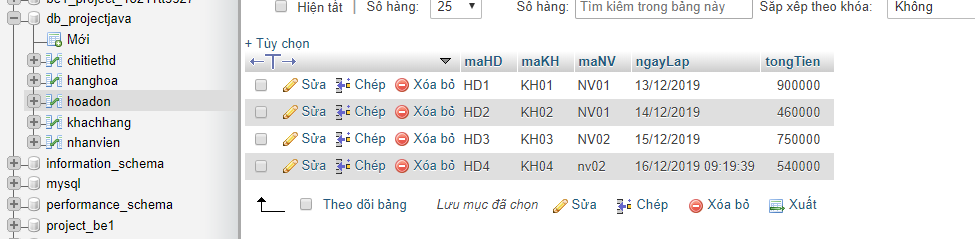 be1_project_18211tt9527
db_projectjava
Mới
chitiethd
hanghoa
hoadon
khachhang
nhanvien
information_schema
mysql
performance_schema
project_be1
Hiện tất | Số hàng: 25 Số hàng: Tìm kiếm trong bảng này Sắp xếp theo khóa: Không
+ Tùy chọn
←T→ maHD maKH maNV ngayLap tongTien
Sửa Chép Xóa bỏ HD1 KH01 NV01 13/12/2019 900000
Sửa Chép Xóa bỏ HD2 KH02 NV01 14/12/2019 460000
Sửa Chép Xóa bỏ HD3 KH03 NV02 15/12/2019 750000
Sửa Chép Xóa bỏ HD4 KH04 nv02 16/12/2019 09:19:39 540000
Theo dõi bảng Lưu mục đã chọn Sửa Chép Xóa bỏ Xuất